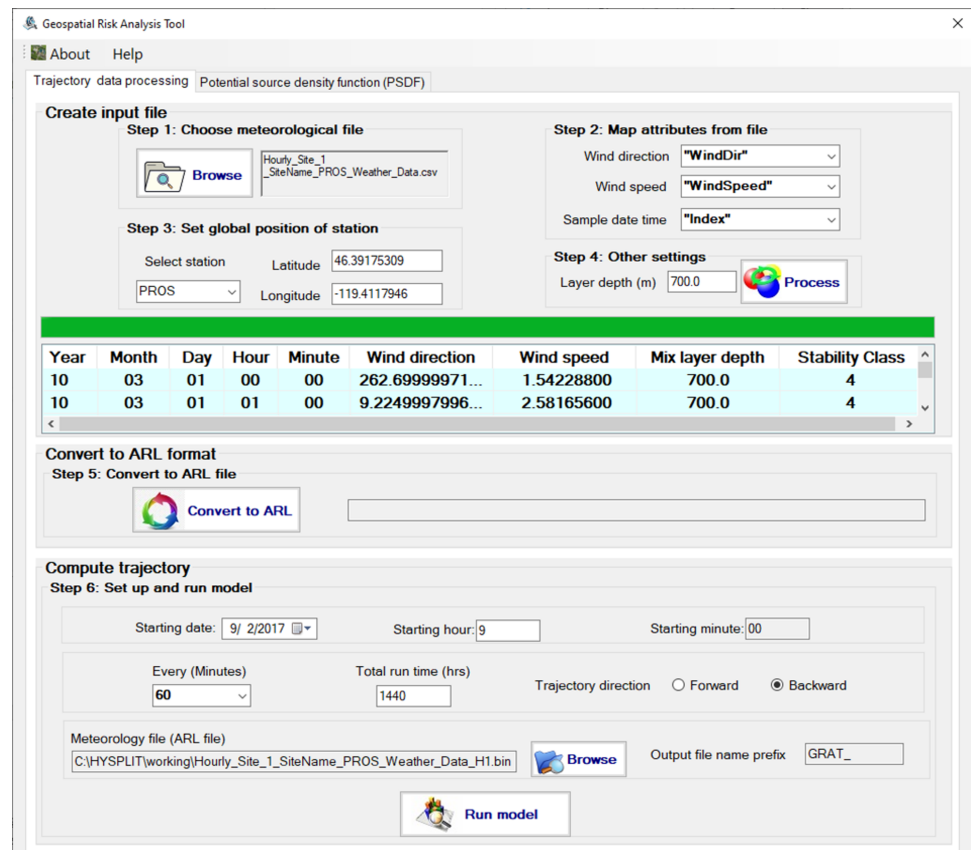 Geospatial Risk Analysis Tool
About Help
Trajectory data processing Potential source density function (PSDF)
Create input file
Step 1: Choose meteorological file
Browse
Hourly_Site_1
_SiteName_PROS_Weather_Data.csv
Step 2: Map attributes from file
Wind direction "WindDir"
Wind speed "WindSpeed"
Sample date time "Index"
Step 3: Set global position of station
Select station
PROS
Latitude 46.39175309
Longitude -119.4117946
Step 4: Other settings
Layer depth (m) 700.0 Process
Year Month Day Hour Minute Wind direction Wind speed Mix layer depth Stability Class
10 03 01 00 00 262.69999971... 1.54228800 700.0 4
10 03 01 01 00 9.2249997996... 2.58165600 700.0 4
Convert to ARL format
Step 5: Convert to ARL file
Convert to ARL
Compute trajectory
Step 6: Set up and run model
Starting date: 9/ 2/2017 Starting hour: 9 Starting minute: 00
Every (Minutes) Total run time (hrs)
60 1440 Trajectory direction Forward Backward
Meteorology file (ARL file)
C:\HYSPLIT\working\Hourly_Site_1_SiteName_PROS_Weather_Data_H1.bin Browse Output file name prefix GRAT_
Run model